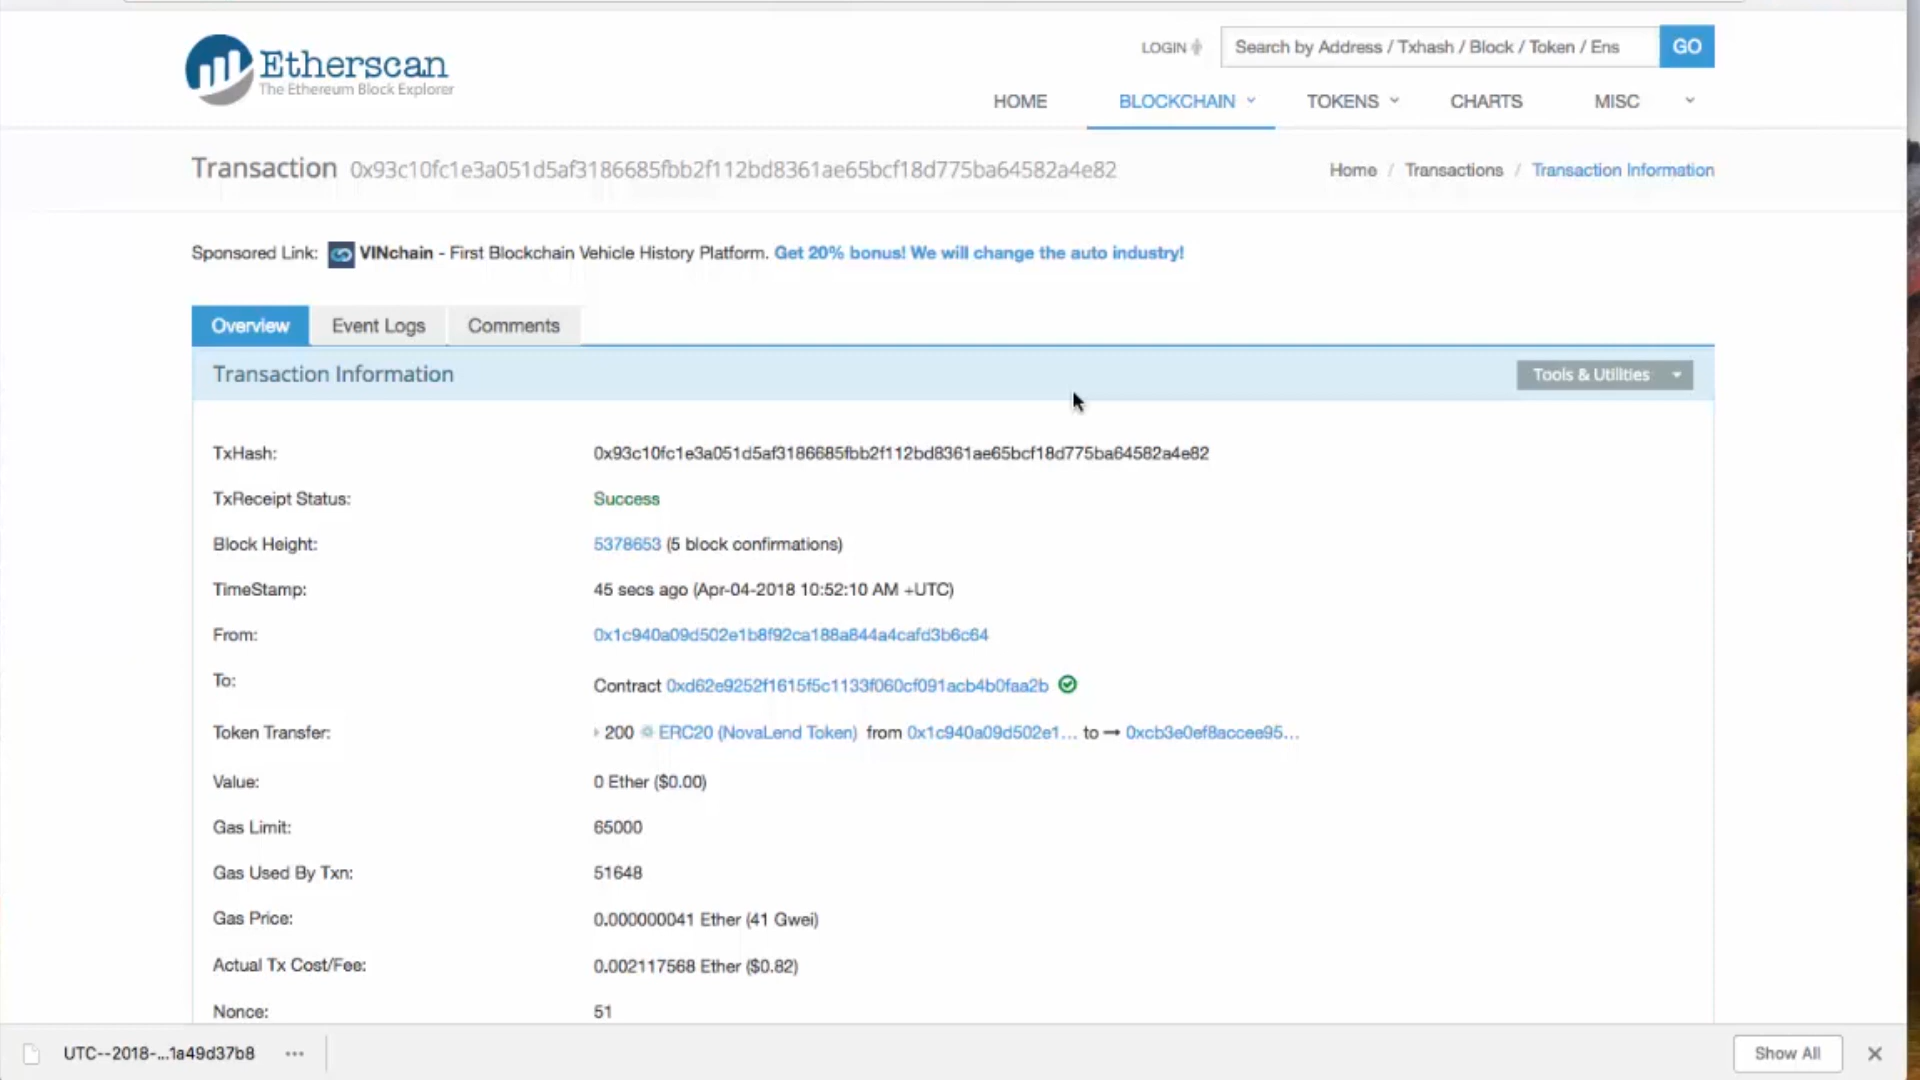 Etherscan
The Ethereum Block Explorer
LOGIN
Search by Address / Txhash / Block / Token / Ens
GO
HOME
BLOCKCHAIN
TOKENS
CHARTS
MISC
Transaction 0x93c10fc1e3a051d5af3186685fbb2f112bd8361ae65bcf18d775ba64582a4e82
Home / Transactions / Transaction Information
Sponsored Link: VINchain - First Blockchain Vehicle History Platform. Get 20% bonus! We will change the auto industry!
Overview
Event Logs
Comments
Transaction Information
Tools & Utilities
TxHash: 0x93c10fc1e3a051d5af3186685fbb2f112bd8361ae65bcf18d775ba64582a4e82
TxReceipt Status: Success
Block Height: 5378653 (5 block confirmations)
TimeStamp: 45 secs ago (Apr-04-2018 10:52:10 AM +UTC)
From: 0x1c940a09d502e1b8f92ca188a844a4cafd3b6c64
To: Contract 0xd62e9252f1615f5c1133f060cf091acb4b0faa2b
Token Transfer: 200 ERC20 (NovaLend Token) from 0x1c940a09d502e1... to → 0xcb3e0ef8accee95...
Value: 0 Ether ($0.00)
Gas Limit: 65000
Gas Used By Txn: 51648
Gas Price: 0.000000041 Ether (41 Gwei)
Actual Tx Cost/Fee: 0.002117568 Ether ($0.82)
Nonce: 51
UTC--2018-...1a49d37b8
Show All